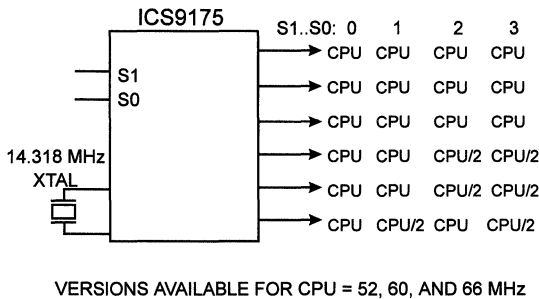 ICS9175
S1..S0: 0 1 2 3
CPU CPU CPU CPU
S1
CPU CPU CPU CPU
S0
CPU CPU CPU CPU
14.318 MHz
CPU CPU CPU/2 CPU/2
XTAL
CPU CPU CPU/2 CPU/2
CPU CPU/2 CPU CPU/2
VERSIONS AVAILABLE FOR CPU = 52, 60, AND 66 MHz